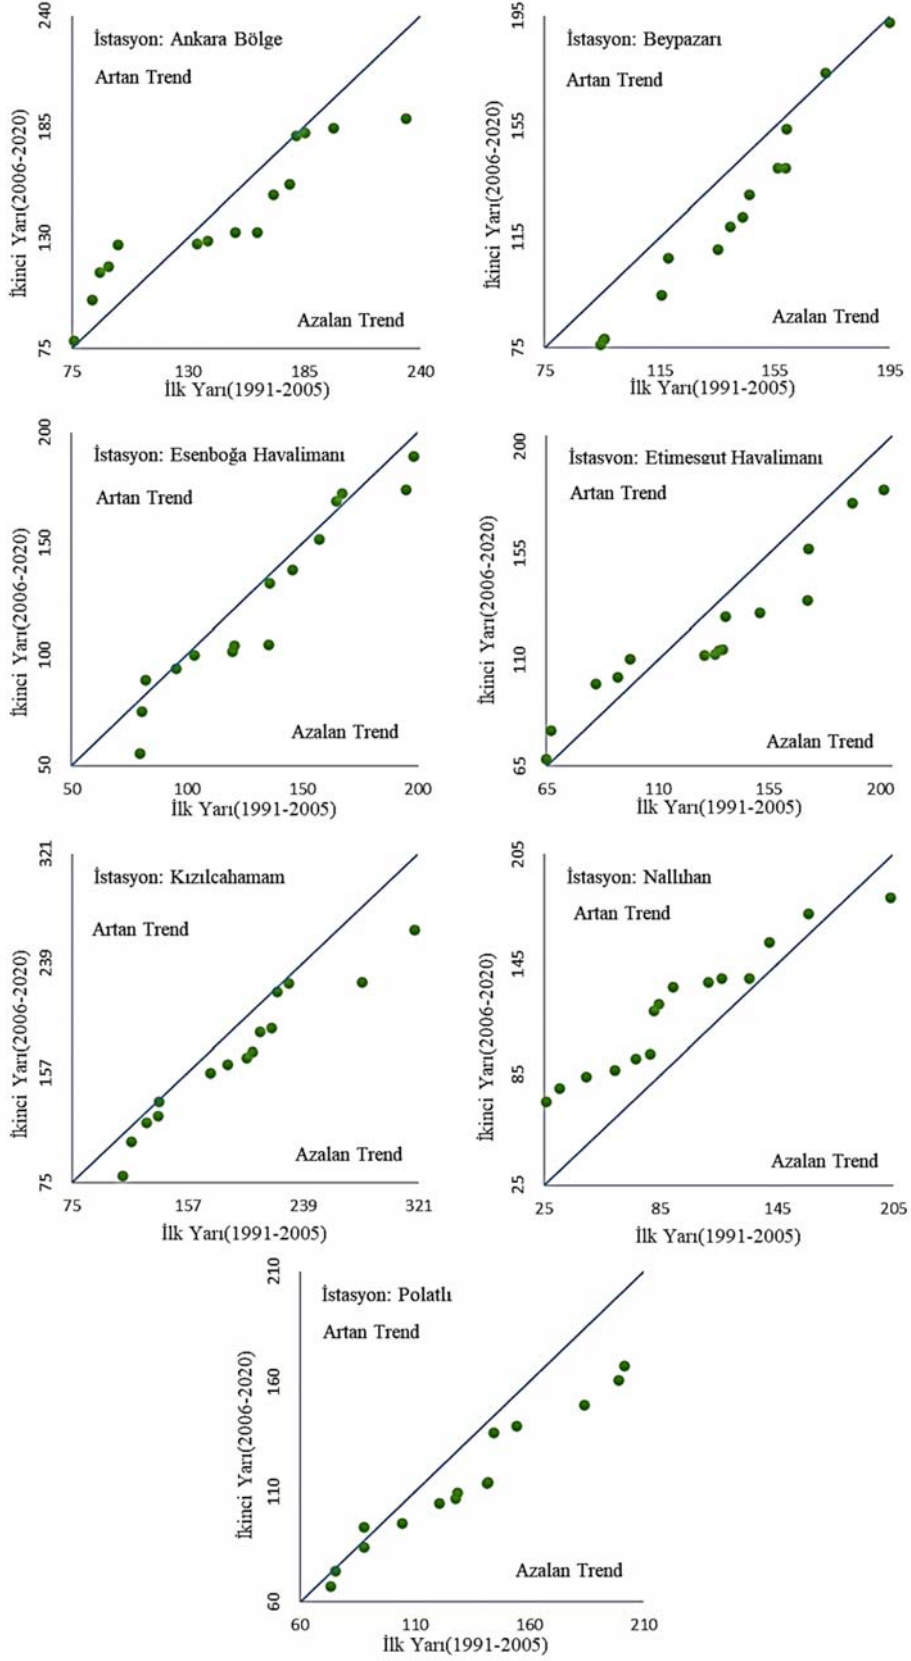 İstasyon: Ankara Bölge
Artan Trend
Azalan Trend
İkinci Yarı(2006-2020)
240
185
130
75
75 130 185 240
İlk Yarı(1991-2005)
İstasyon: Beypazarı
Artan Trend
Azalan Trend
İkinci Yarı(2006-2020)
195
155
115
75
75 115 155 195
İlk Yarı(1991-2005)
İstasyon: Esenboğa Havalimanı
Artan Trend
Azalan Trend
İkinci Yarı(2006-2020)
200
150
100
50
50 100 150 200
İlk Yarı(1991-2005)
İstasyon: Etimesgut Havalimanı
Artan Trend
Azalan Trend
İkinci Yarı(2006-2020)
200
155
110
65
65 110 155 200
İlk Yarı(1991-2005)
İstasyon: Kızılcahamam
Artan Trend
Azalan Trend
İkinci Yarı(2006-2020)
321
239
157
75
75 157 239 321
İlk Yarı(1991-2005)
İstasyon: Nallıhan
Artan Trend
Azalan Trend
İkinci Yarı(2006-2020)
205
145
85
25
25 85 145 205
İlk Yarı(1991-2005)
İstasyon: Polatlı
Artan Trend
Azalan Trend
İkinci Yarı(2006-2020)
210
160
110
60
60 110 160 210
İlk Yarı(1991-2005)